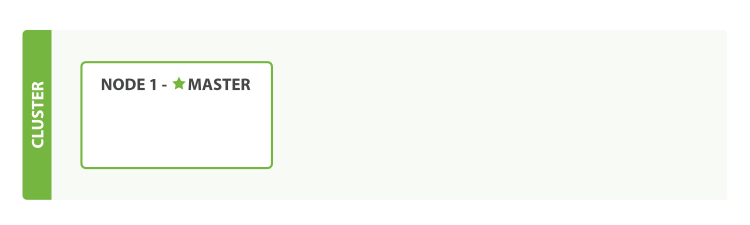 CLUSTER
NODE 1 - ★ MASTER